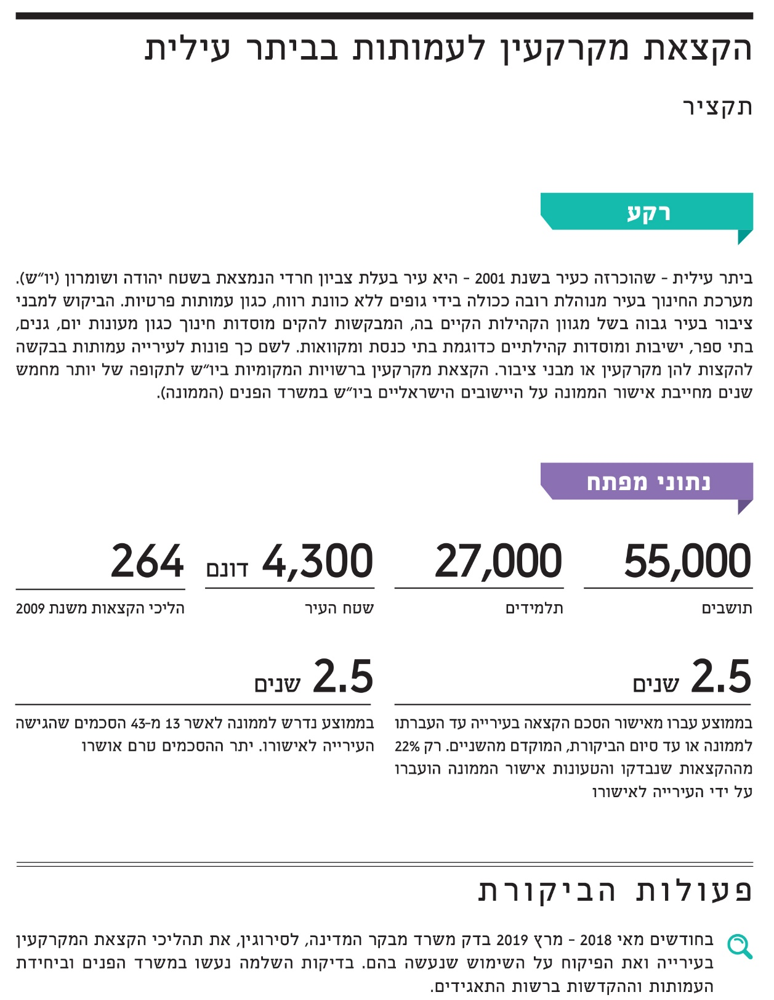 הקצאת מקרקעין לעמותות בביתר עילית
תקציר
רקע
ביתר עילית - שהוכרזה כעיר בשנת 2001 - היא עיר בעלת צביון חרדי הנמצאת בשטח יהודה ושומרון (יו"ש).
מערכת החינוך בעיר מנוהלת רובה ככולה בידי גופים ללא כוונת רווח, כגון עמותות פרטיות. הביקוש למבני
ציבור בעיר גבוה בשל מגוון הקהילות הקיים בה, המבקשות להקים מוסדות חינוך כגון מעונות יום, גנים,
בתי ספר, ישיבות ומוסדות קהילתיים כדוגמת בתי כנסת ומקוואות. לשם כך פונות לעירייה עמותות בבקשה
להקצות להן מקרקעין או מבני ציבור. הקצאת מקרקעין ברשויות המקומיות ביו"ש לתקופה של יותר מחמש
שנים מחייבת אישור הממונה על היישובים הישראליים ביו"ש במשרד הפנים (הממונה).
נתוני מפתח
55,000
תושבים
27,000
תלמידים
4,300 דונם
שטח העיר
264
הליכי הקצאות משנת 2009
2.5 שנים
בממוצע עברו מאישור הסכם הקצאה בעירייה עד העברתו
לממונה או עד סיום הביקורת, המוקדם מהשניים. רק 22%
מההקצאות שנבדקו והטעונות אישור הממונה הועברו
על ידי העירייה לאישורו
2.5 שנים
בממוצע נדרש לממונה לאשר 13 מ-43 הסכמים שהגישה
העירייה לאישורו. יתר ההסכמים טרם אושרו
פעולות הביקורת
בחודשים מאי 2018 - מרץ 2019 בדק משרד מבקר המדינה, לסירוגין, את תהליכי הקצאת המקרקעין
בעירייה ואת הפיקוח על השימוש שנעשה בהם. בדיקות השלמה נעשו במשרד הפנים וביחידת
העמותות וההקדשות ברשות התאגידים.